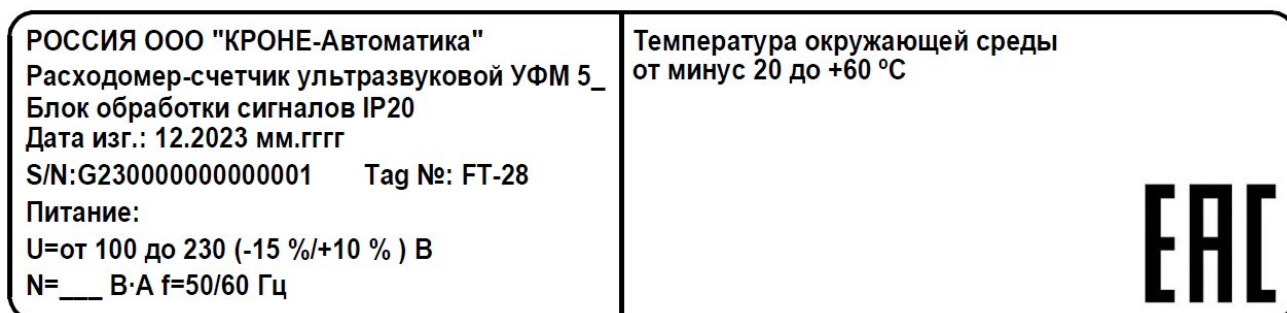 РОССИЯ ООО "КРОНЕ-Автоматика"
Расходомер-счетчик ультразвуковой УФМ 5_
Блок обработки сигналов IP20
Дата изг.: 12.2023 мм.гггг
S/N:G230000000000001 Tag №: FT-28
Питание:
U=от 100 до 230 (-15 %/+10 % ) В
N=___ В·А f=50/60 Гц
Температура окружающей среды
от минус 20 до +60 ºС
EAC